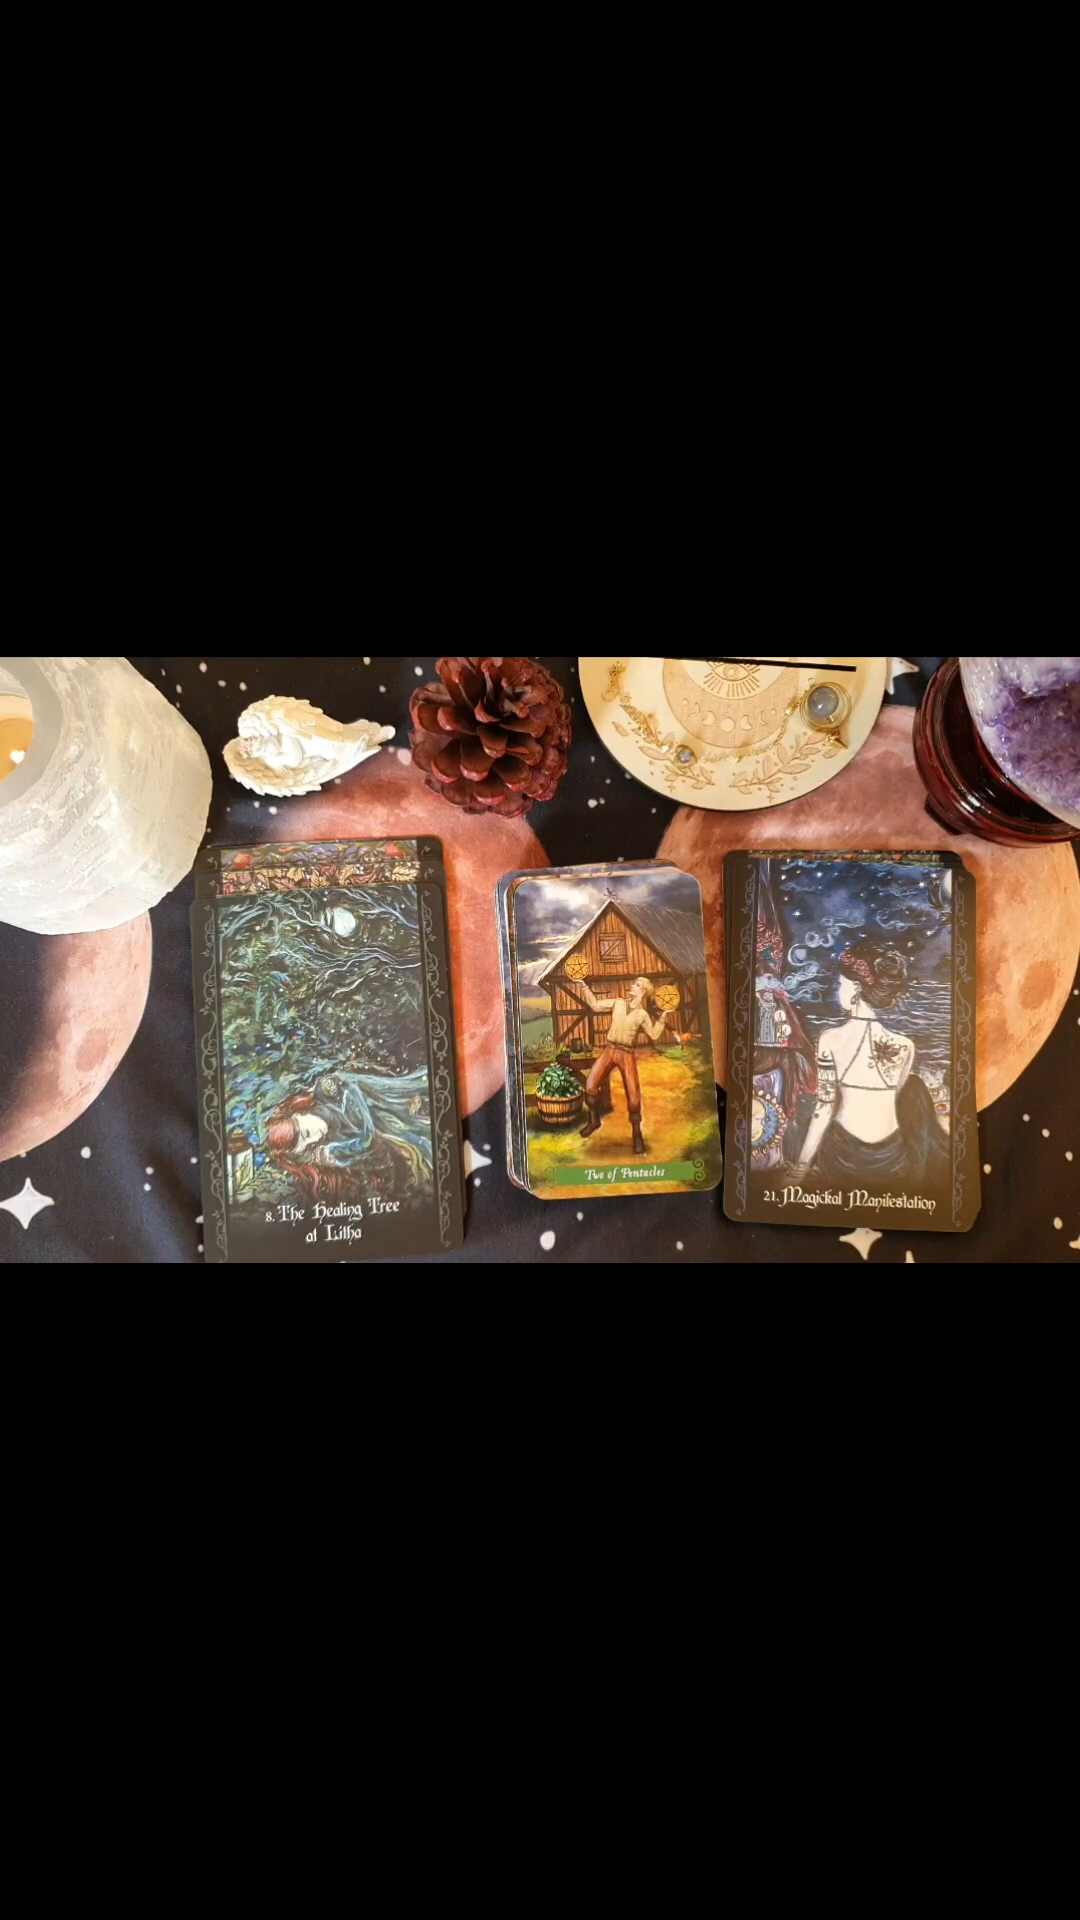 8. The Healing Tree
at Litha
Two of Pentacles
21. Magickal Manifestation